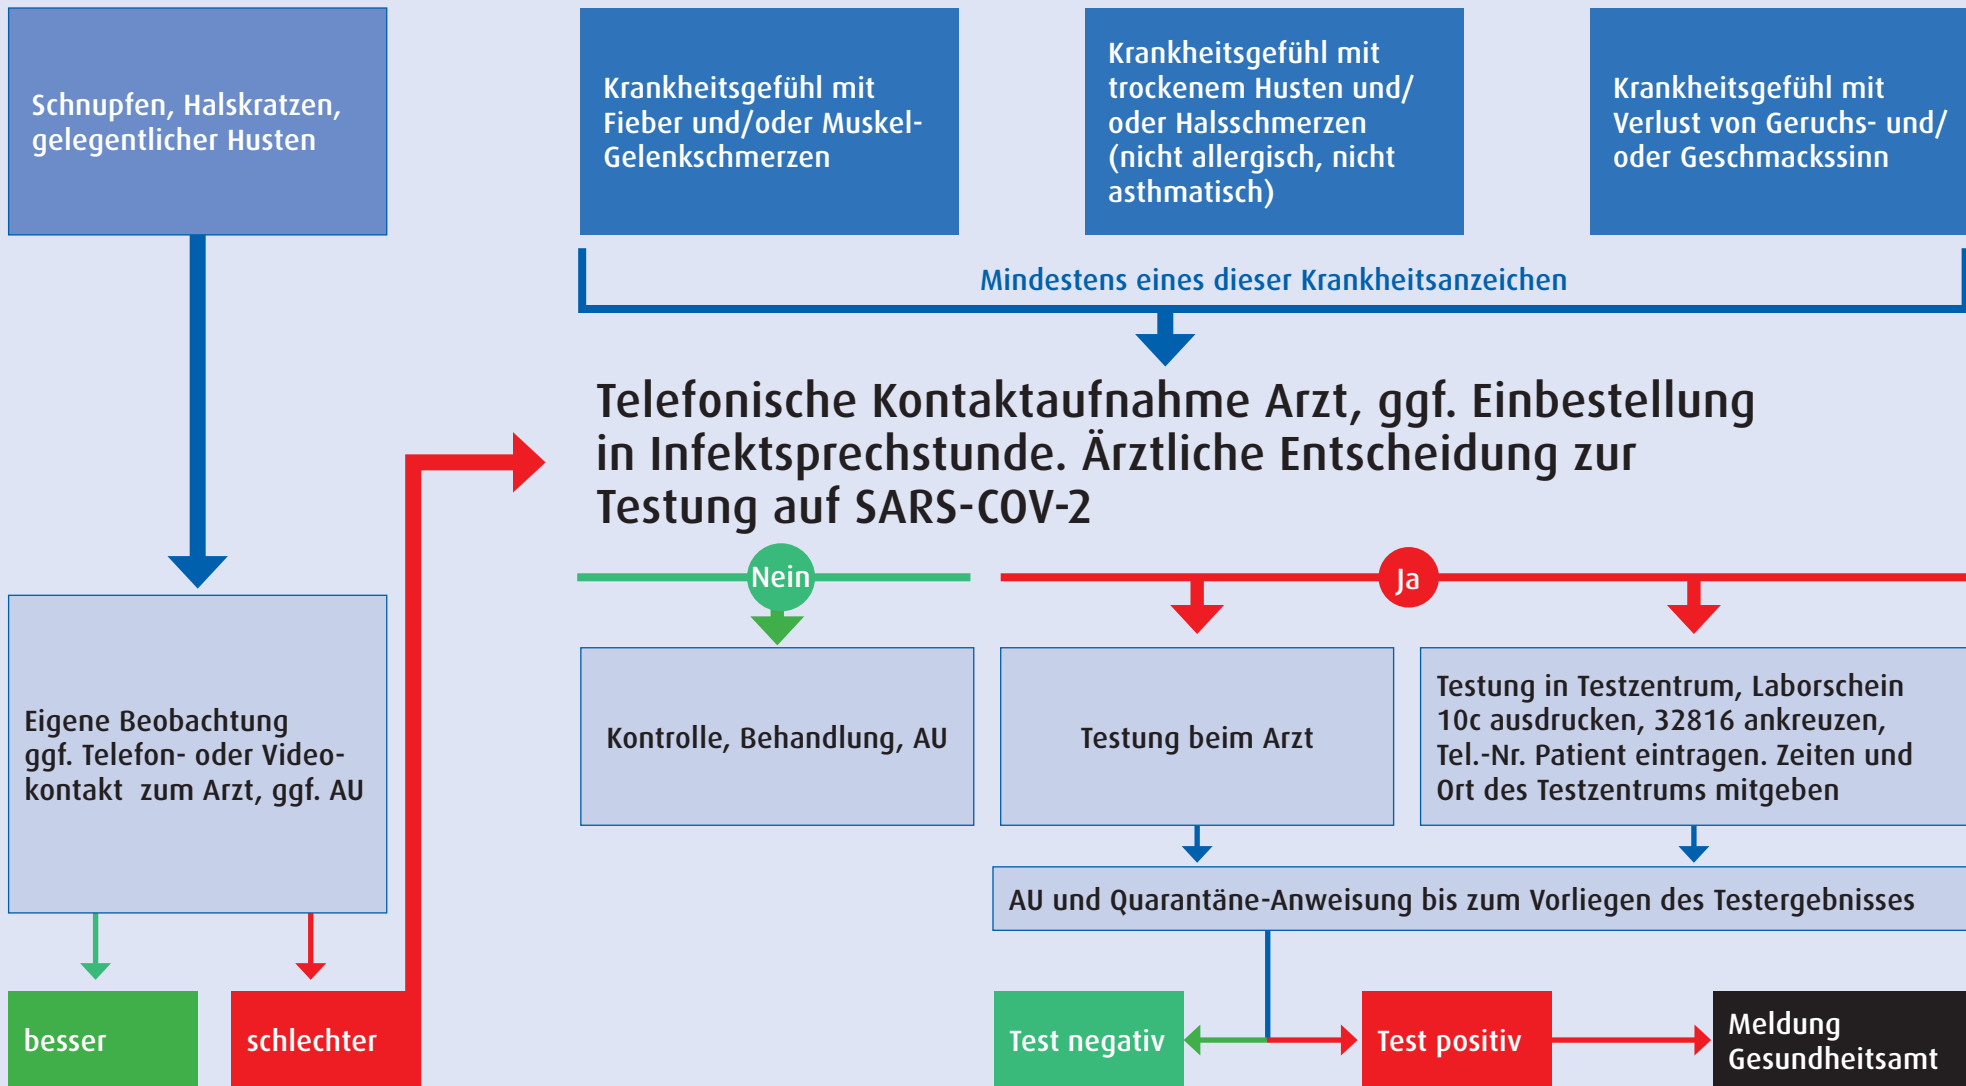 Schnupfen, Halskratzen,
gelegentlicher Husten
Krankheitsgefühl mit
Fieber und/oder Muskel-
Gelenkschmerzen
Krankheitsgefühl mit
trockenem Husten und/
oder Halsschmerzen
(nicht allergisch, nicht
asthmatisch)
Krankheitsgefühl mit
Verlust von Geruchs- und/
oder Geschmackssinn
Mindestens eines dieser Krankheitsanzeichen
Telefonische Kontaktaufnahme Arzt, ggf. Einbestellung
in Infektsprechstunde. Ärztliche Entscheidung zur
Testung auf SARS-COV-2
Nein
Ja
Eigene Beobachtung
ggf. Telefon- oder Video-
kontakt zum Arzt, ggf. AU
Kontrolle, Behandlung, AU
Testung beim Arzt
Testung in Testzentrum, Laborschein
10c ausdrucken, 32816 ankreuzen,
Tel.-Nr. Patient eintragen. Zeiten und
Ort des Testzentrums mitgeben
AU und Quarantäne-Anweisung bis zum Vorliegen des Testergebnisses
besser
schlechter
Test negativ
Test positiv
Meldung
Gesundheitsamt